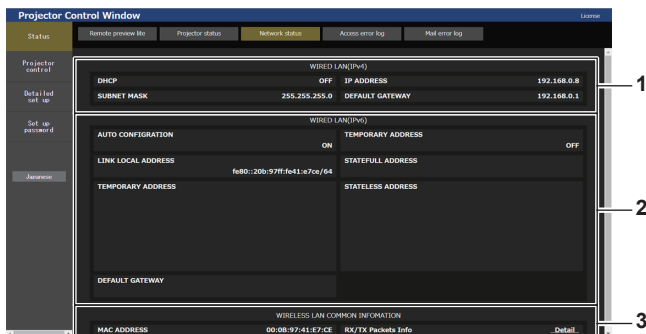 Projector Control Window
License
Status
Remote preview lite
Projector status
Network status
Access error log
Mail error log
Projector
control
Detailed
set up
Set up
password
Japanese
WIRED LAN(IPv4)
DHCP OFF IP ADDRESS 192.168.0.8
SUBNET MASK 255.255.255.0 DEFAULT GATEWAY 192.168.0.1
1
WIRED LAN(IPv6)
AUTO CONFIGRATION TEMPORARY ADDRESS
ON OFF
LINK LOCAL ADDRESS STATEFULL ADDRESS
fe80::20b:97ff:fe41:e7ce/64
TEMPORARY ADDRESS STATELESS ADDRESS
2
DEFAULT GATEWAY
WIRELESS LAN COMMON INFOMATION
3
MAC ADDRESS 00:0B:97:41:E7:CE RX/TX Packets Info Detail